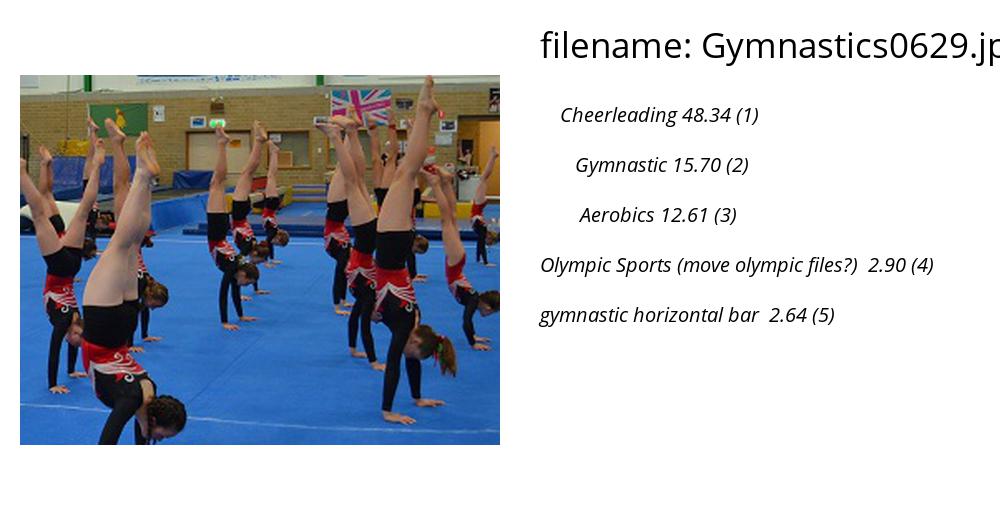 filename: Gymnastics0629.jp
Cheerleading 48.34 (1)
Gymnastic 15.70 (2)
Aerobics 12.61 (3)
Olympic Sports (move olympic files?)  2.90 (4)
gymnastic horizontal bar  2.64 (5)